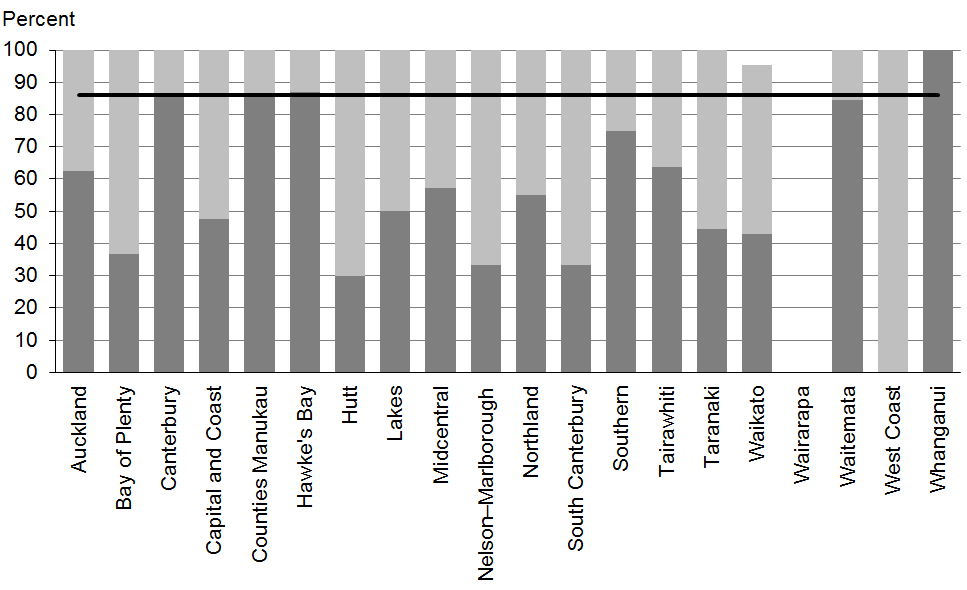 Percent
100
90
80
70
60
50
40
30
20
10
0
Auckland
Bay of Plenty
Canterbury
Capital and Coast
Counties Manukau
Hawke's Bay
Hutt
Lakes
Midcentral
Nelson–Marlborough
Northland
South Canterbury
Southern
Tairawhiti
Taranaki
Waikato
Wairarapa
Waitemata
West Coast
Whanganui